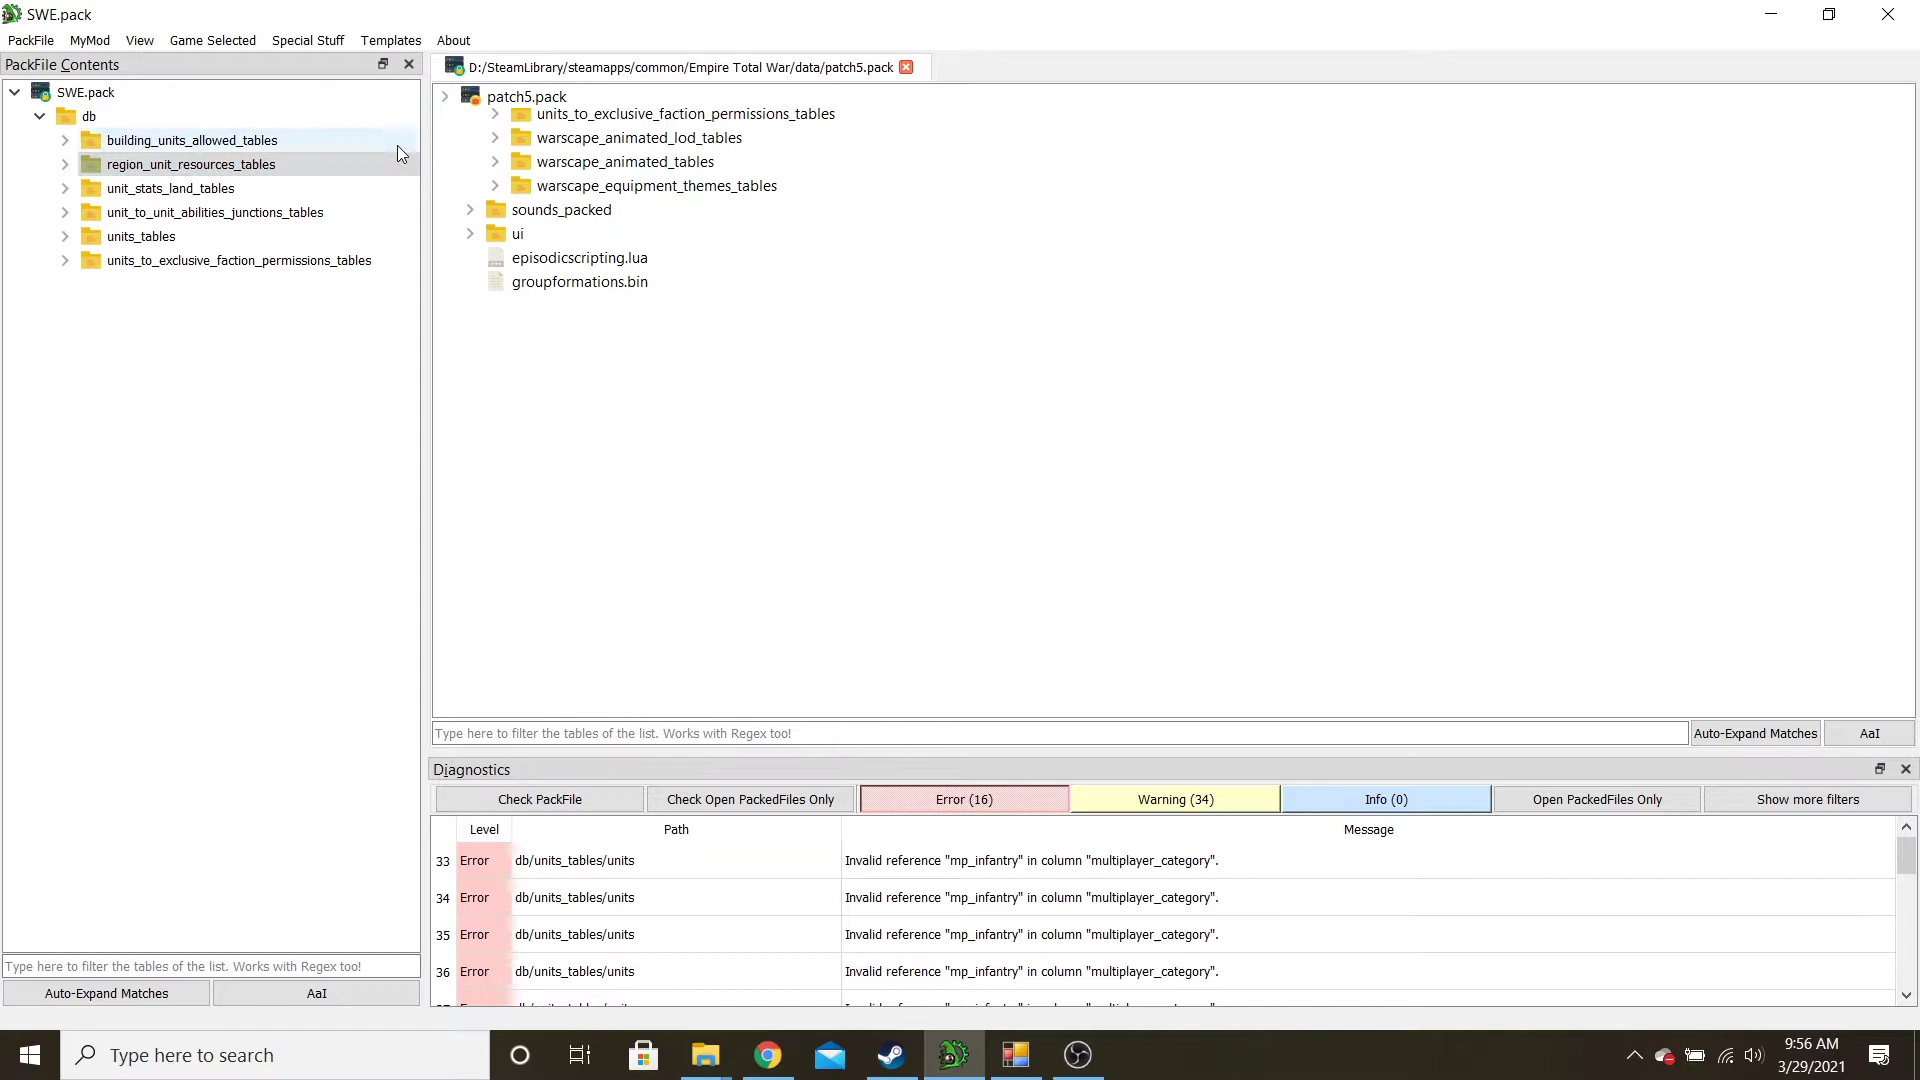 SWE.pack
PackFile MyMod View Game Selected Special Stuff Templates About
PackFile Contents
SWE.pack
db
building_units_allowed_tables
region_unit_resources_tables
unit_stats_land_tables
unit_to_unit_abilities_junctions_tables
units_tables
units_to_exclusive_faction_permissions_tables
Type here to filter the tables of the list. Works with Regex too!
Auto-Expand Matches AaI
D:/SteamLibrary/steamapps/common/Empire Total War/data/patch5.pack
patch5.pack
units_to_exclusive_faction_permissions_tables
warscape_animated_lod_tables
warscape_animated_tables
warscape_equipment_themes_tables
sounds_packed
ui
episodicscripting.lua
groupformations.bin
Type here to filter the tables of the list. Works with Regex too! Auto-Expand Matches AaI
Diagnostics
Check PackFile Check Open PackedFiles Only Error (16) Warning (34) Info (0) Open PackedFiles Only Show more filters
Level Path Message
33 Error db/units_tables/units Invalid reference "mp_infantry" in column "multiplayer_category".
34 Error db/units_tables/units Invalid reference "mp_infantry" in column "multiplayer_category".
35 Error db/units_tables/units Invalid reference "mp_infantry" in column "multiplayer_category".
36 Error db/units_tables/units Invalid reference "mp_infantry" in column "multiplayer_category".
Type here to search
9:56 AM
3/29/2021